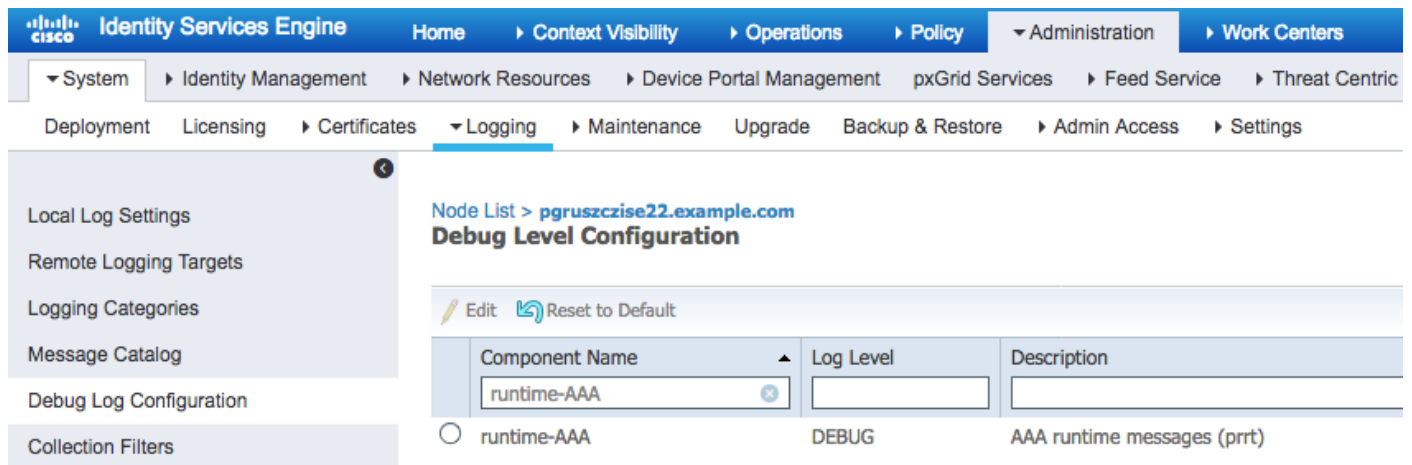 cisco Identity Services Engine Home Context Visibility Operations Policy Administration Work Centers
System Identity Management Network Resources Device Portal Management pxGrid Services Feed Service Threat Centric
Deployment Licensing Certificates Logging Maintenance Upgrade Backup & Restore Admin Access Settings
Local Log Settings
Remote Logging Targets
Logging Categories
Message Catalog
Debug Log Configuration
Collection Filters
Node List > pgruszczise22.example.com
Debug Level Configuration
Edit Reset to Default
Component Name Log Level Description
runtime-AAA
runtime-AAA DEBUG AAA runtime messages (prrt)